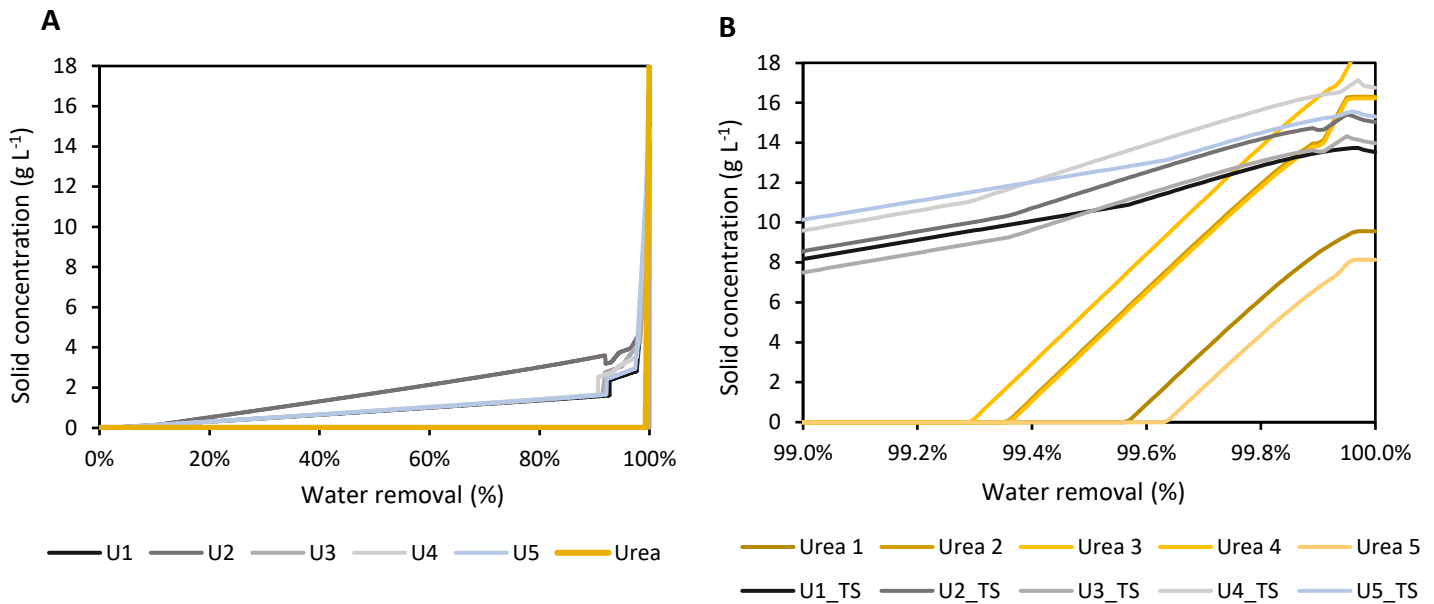 A
Solid concentration (g L⁻¹)
18
16
14
12
10
8
6
4
2
0
0% 20% 40% 60% 80% 100%
Water removal (%)
U1 U2 U3 U4 U5 Urea
B
Solid concentration (g L⁻¹)
18
16
14
12
10
8
6
4
2
0
99.0% 99.2% 99.4% 99.6% 99.8% 100.0%
Water removal (%)
Urea 1 Urea 2 Urea 3 Urea 4 Urea 5
U1_TS U2_TS U3_TS U4_TS U5_TS